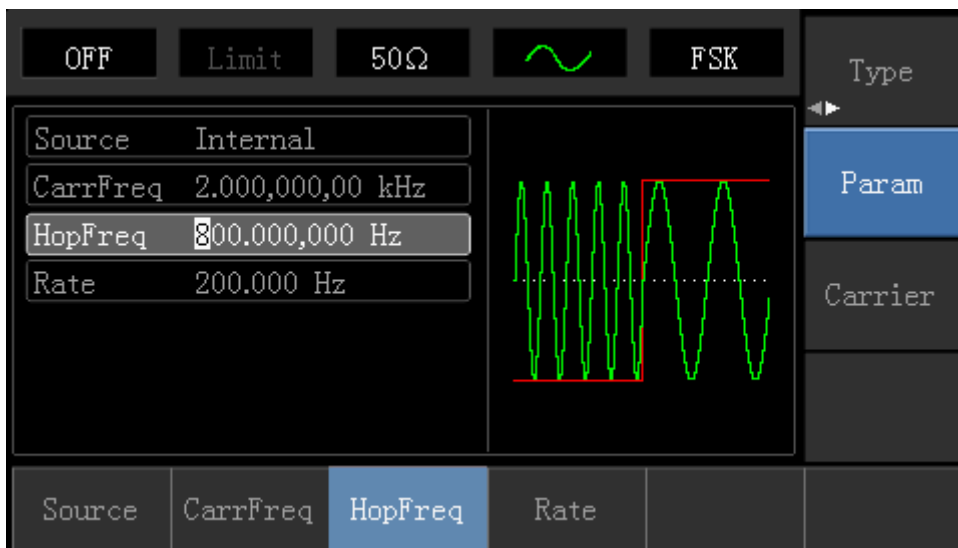 OFF Limit 50Ω FSK Type
Source Internal
CarrFreq 2.000,000,00 kHz
Param
HopFreq 800.000,000 Hz
Rate 200.000 Hz
Carrier
Source CarrFreq HopFreq Rate